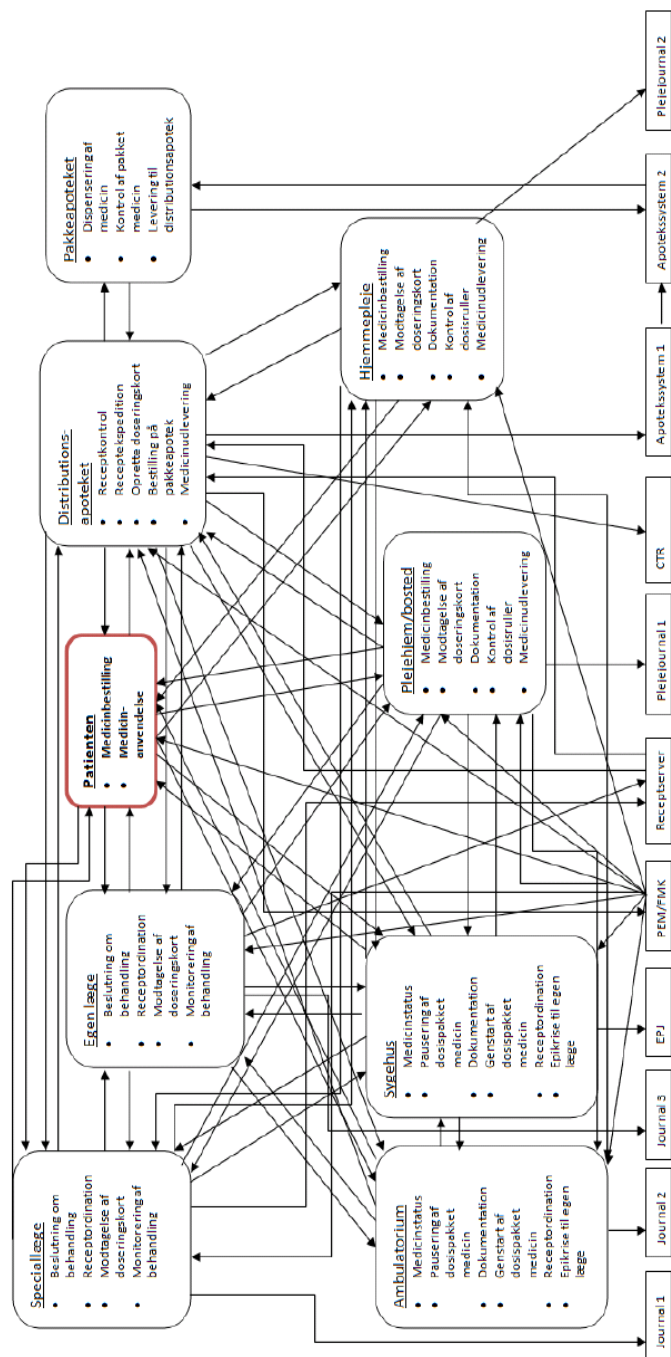 Speciallæge
Beslutning om
behandling
Receptordination
Modtagelse af
doseringskort
Monitorering af
behandling
Egen læge
Beslutning om
behandling
Receptordination
Modtagelse af
doseringskort
Monitorering af
behandling
Patienten
Medicinbestilling
Medicin-
anvendelse
Distributions-
apoteket
Receptkontrol
Receptekspedition
Oprette doseringskort
Bestilling på
pakkeapotek
Medicinudlevering
Pakkeapoteket
Dispensering af
medicin
Kontrol af pakket
medicin
Levering til
distributionsapotek
Ambulatorium
Medicinstatus
Pausering af
dosispakket
medicin
Dokumentation
Genstart af
dosispakket
medicin
Receptordination
Epikrise til egen
læge
Sygehus
Medicinstatus
Pausering af
dosispakket
medicin
Dokumentation
Genstart af
dosispakket
medicin
Receptordination
Epikrise til egen
læge
Plejehjem/bosted
Medicinbestilling
Modtagelse af
doseringskort
Dokumentation
Kontrol af
dosisruller
Medicinudlevering
Hjemmepleje
Medicinbestilling
Modtagelse af
doseringskort
Dokumentation
Kontrol af
dosisruller
Medicinudlevering
Journal 1
Journal 2
Journal 3
EPJ
PEM/FMK
Receptserver
Plejejournal 1
CTR
Apotekssystem 1
Apotekssystem 2
Plejejournal 2